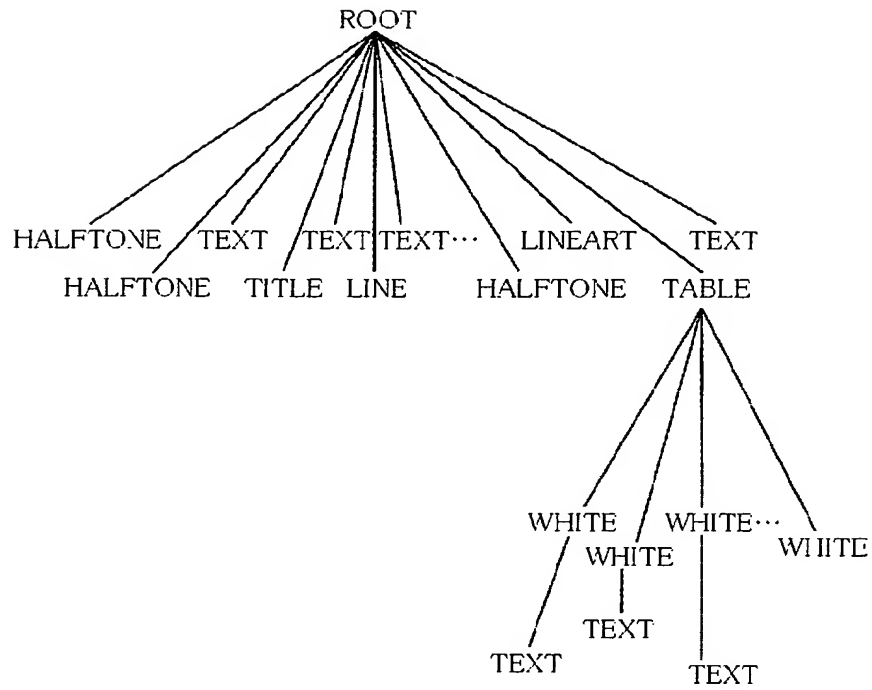 ROOT
HALFTONE TEXT TEXT TEXT··· LINEART TEXT
HALFTONE TITLE LINE HALFTONE TABLE
WHITE WHITE···
WHITE WHITE
TEXT
TEXT TEXT